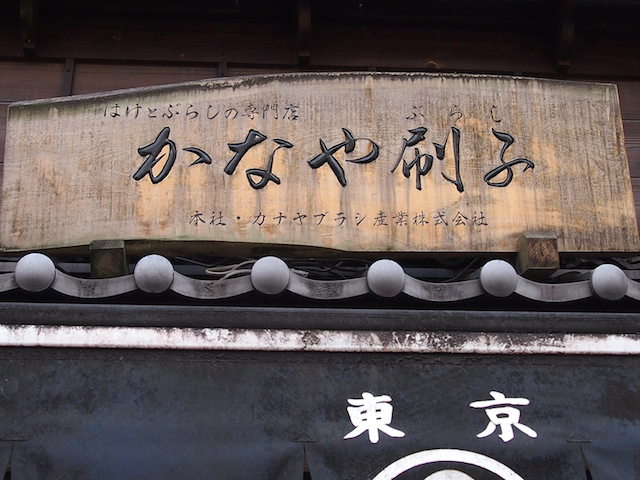 はけとぶらしの専門店
ぶらし
かなや刷子
本社・カナヤブラシ産業株式会社
東京